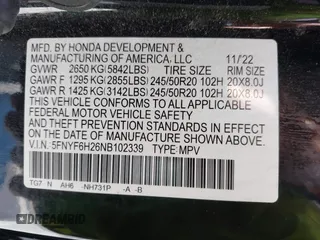 MFD. BY HONDA DEVELOPMENT &
MANUFACTURING OF AMERICA, LLC 11/22
GVWR 2650 KG(5842LBS) TIRE SIZE RIM SIZE
GAWR F 1295 KG(2855LBS) 245/50R20 102H 20X8.0J
GAWR R 1425 KG(3142LBS) 245/50R20 102H 20X8.0J
THIS VEHICLE CONFORMS TO ALL APPLICABLE
FEDERAL MOTOR VEHICLE SAFETY
AND THEFT PREVENTION STANDARDS IN EFFECT ON
THE DATE OF MANUFACTURE SHOWN ABOVE.
V.I.N. 5FNYF6H26NB102339 TYPE:MPV
TG7 N AH6 -NH731P -A -B